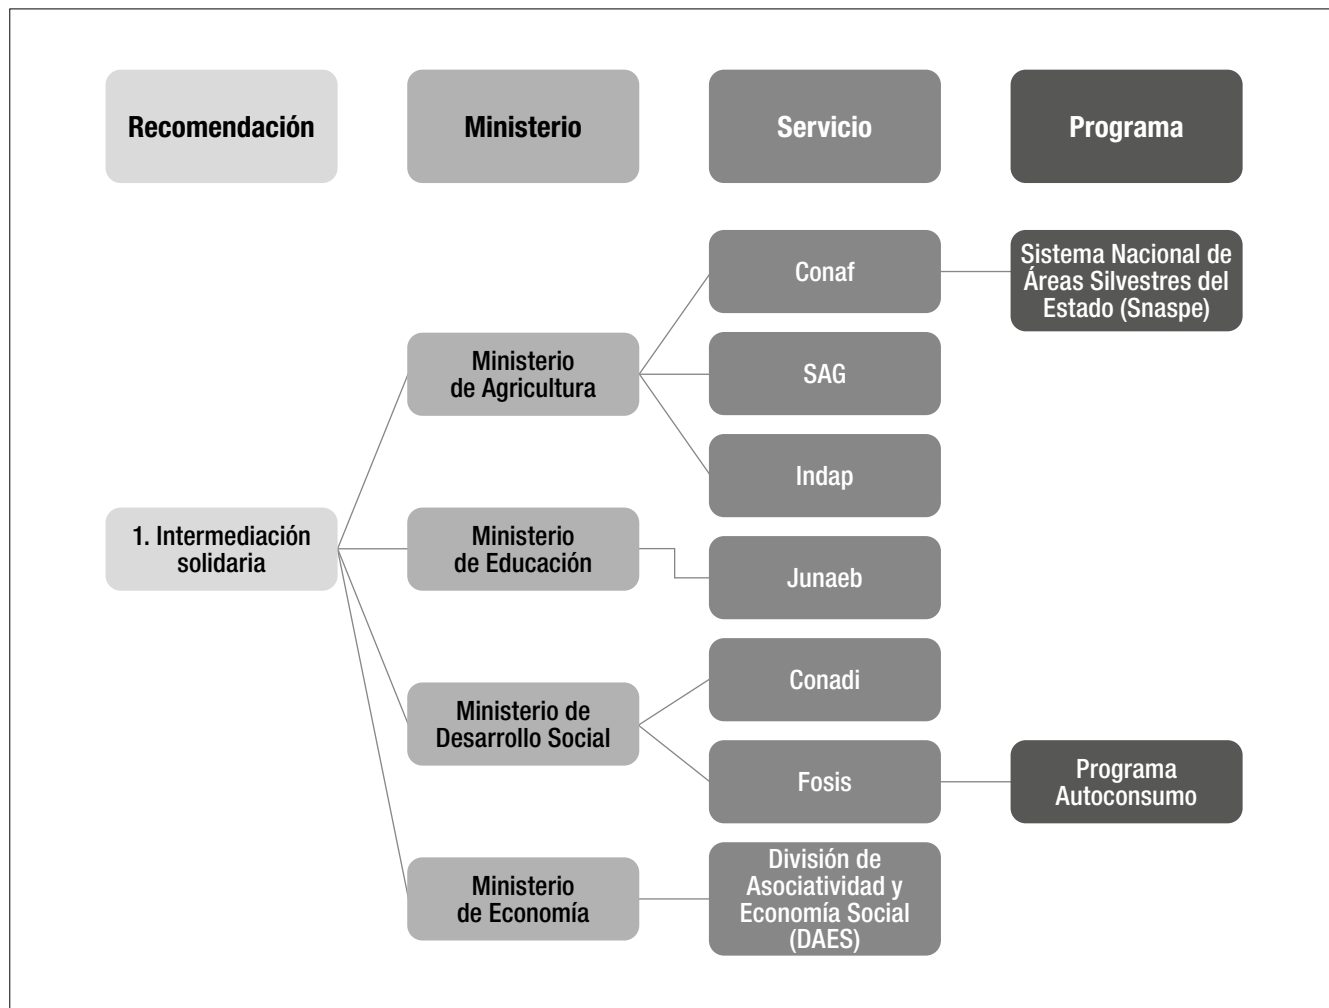 Recomendación
Ministerio
Servicio
Programa
Conaf
Sistema Nacional de
Áreas Silvestres del
Estado (Snaspe)
Ministerio
de Agricultura
SAG
Indap
1. Intermediación
solidaria
Ministerio
de Educación
Junaeb
Conadi
Ministerio de
Desarrollo Social
Fosis
Programa
Autoconsumo
Ministerio
de Economía
División de
Asociatividad y
Economía Social
(DAES)